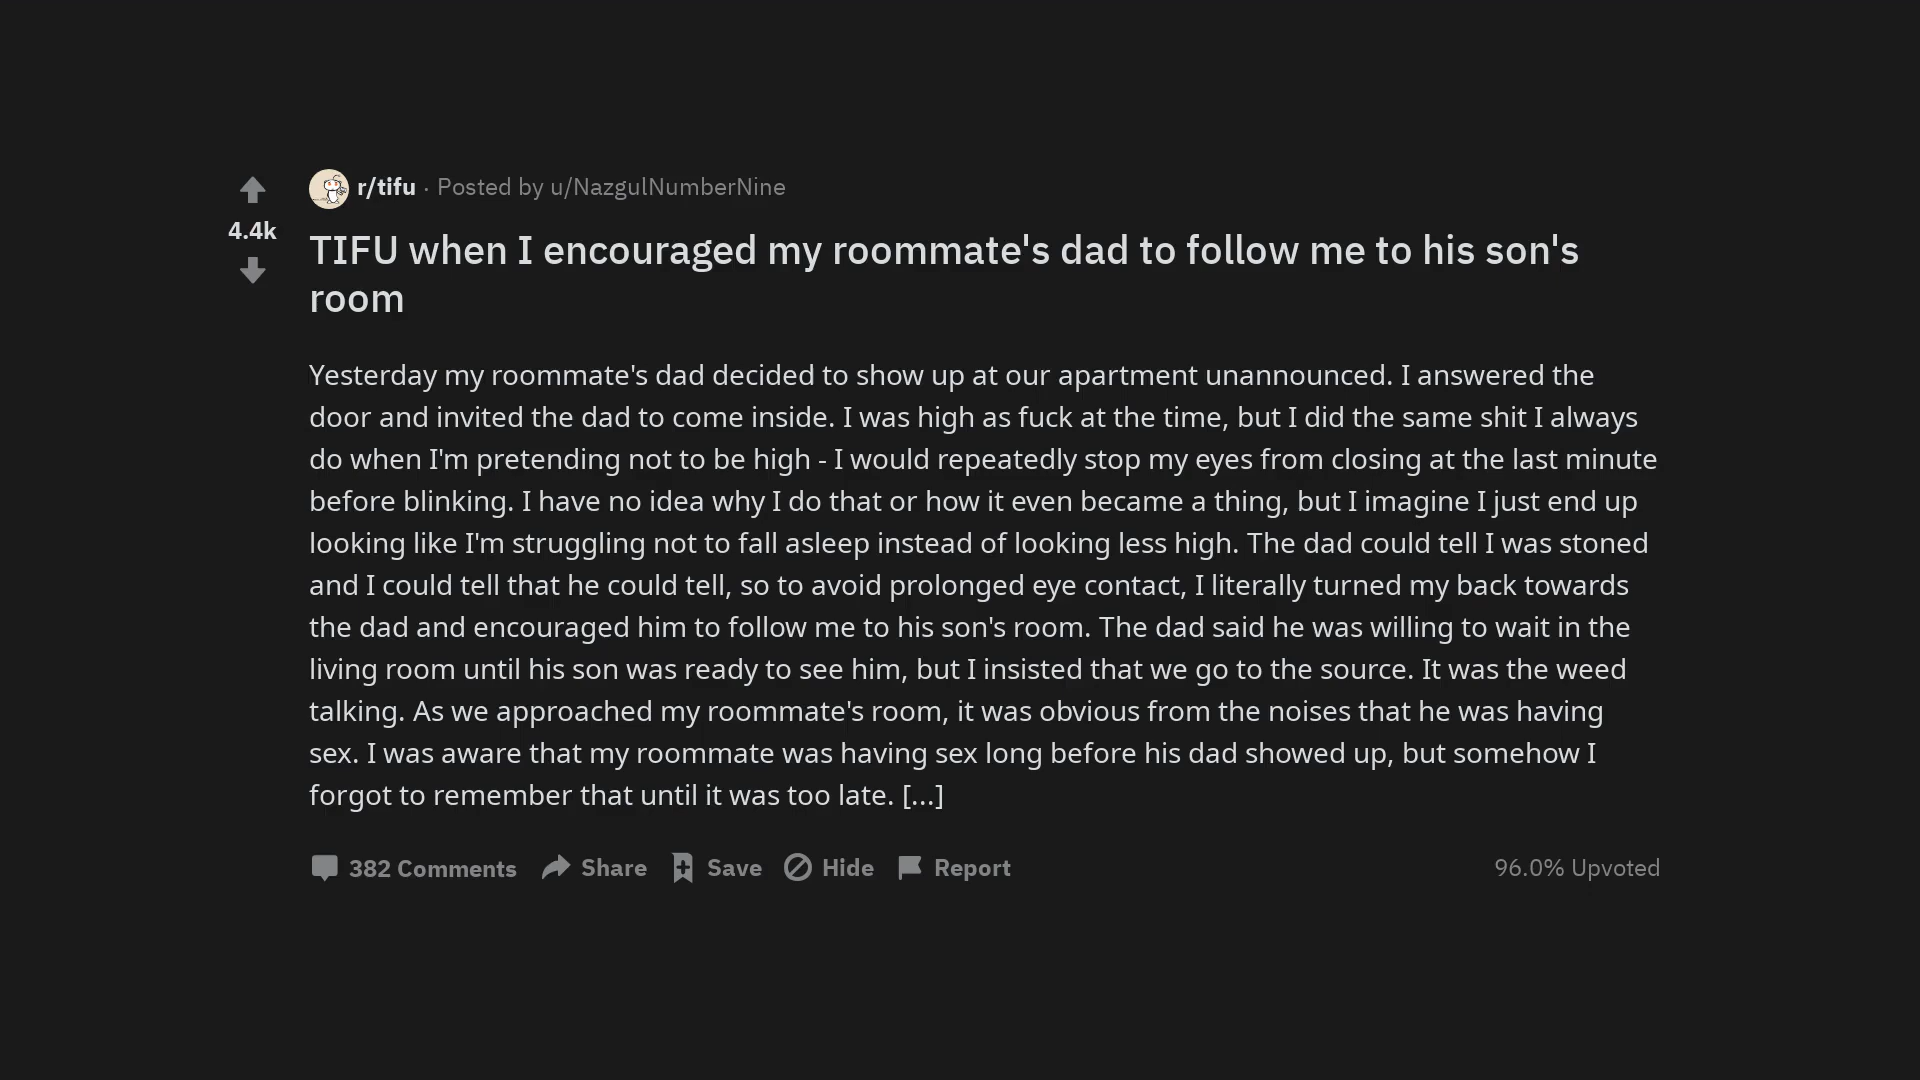 r/tifu · Posted by u/NazgulNumberNine
4.4k
TIFU when I encouraged my roommate's dad to follow me to his son's
room
Yesterday my roommate's dad decided to show up at our apartment unannounced. I answered the
door and invited the dad to come inside. I was high as fuck at the time, but I did the same shit I always
do when I'm pretending not to be high - I would repeatedly stop my eyes from closing at the last minute
before blinking. I have no idea why I do that or how it even became a thing, but I imagine I just end up
looking like I'm struggling not to fall asleep instead of looking less high. The dad could tell I was stoned
and I could tell that he could tell, so to avoid prolonged eye contact, I literally turned my back towards
the dad and encouraged him to follow me to his son's room. The dad said he was willing to wait in the
living room until his son was ready to see him, but I insisted that we go to the source. It was the weed
talking. As we approached my roommate's room, it was obvious from the noises that he was having
sex. I was aware that my roommate was having sex long before his dad showed up, but somehow I
forgot to remember that until it was too late. [...]
382 Comments Share Save Hide Report 96.0% Upvoted